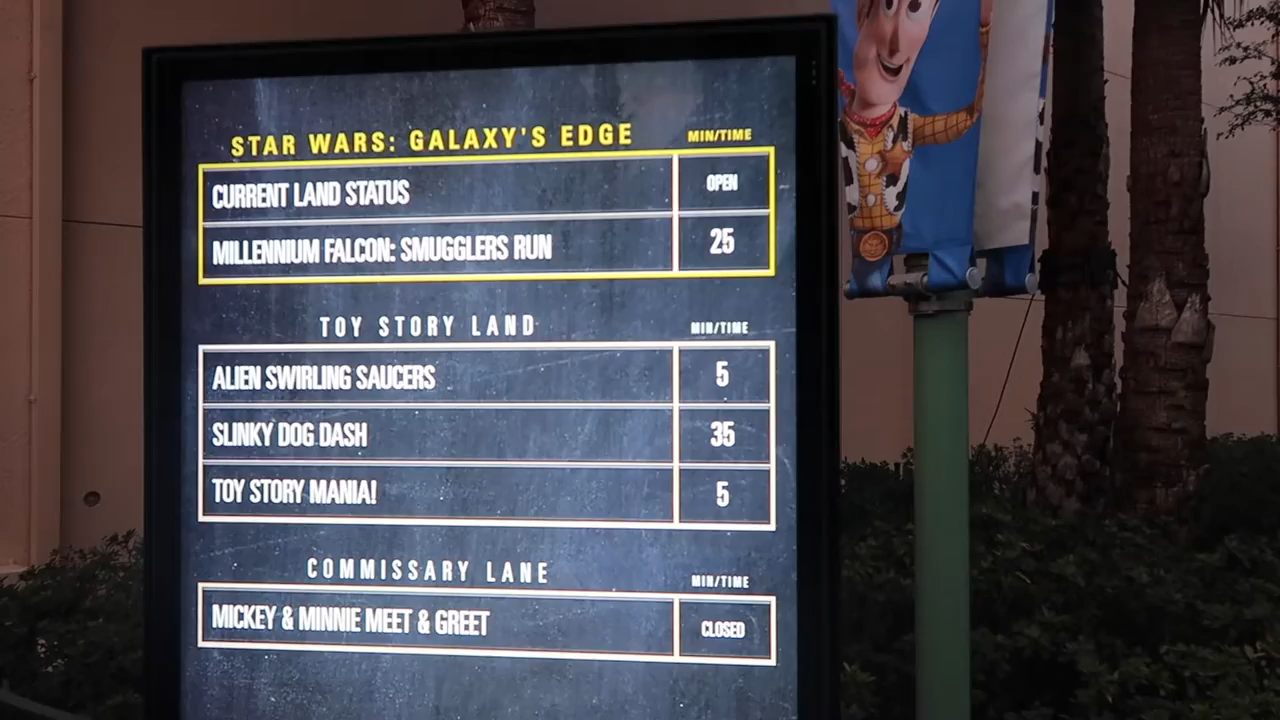 STAR WARS: GALAXY'S EDGE MIN/TIME
CURRENT LAND STATUS OPEN
MILLENNIUM FALCON: SMUGGLERS RUN 25
TOY STORY LAND MIN/TIME
ALIEN SWIRLING SAUCERS 5
SLINKY DOG DASH 35
TOY STORY MANIA! 5
COMMISSARY LANE MIN/TIME
MICKEY & MINNIE MEET & GREET CLOSED